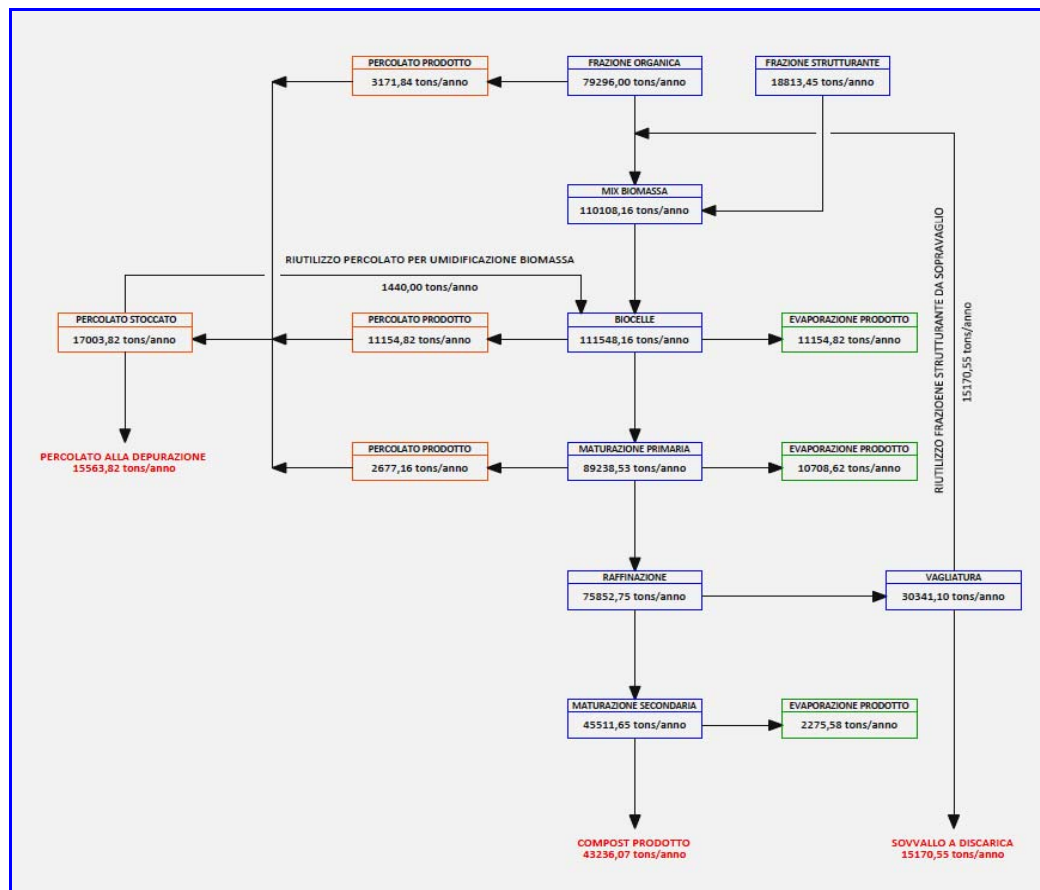 PERCOLATO PRODOTTO
3171,84 tons/anno
FRAZIONE ORGANICA
79296,00 tons/anno
FRAZIONE STRUTTURANTE
18813,45 tons/anno
MIX BIOMASSA
110108,16 tons/anno
RIUTILIZZO PERCOLATO PER UMIDIFICAZIONE BIOMASSA
1440,00 tons/anno
RIUTILIZZO FRAZIOENE STRUTTURANTE DA SOPRAVAGLIO
15170,55 tons/anno
PERCOLATO STOCCATO
17003,82 tons/anno
PERCOLATO PRODOTTO
11154,82 tons/anno
BIOCELLE
111548,16 tons/anno
EVAPORAZIONE PRODOTTO
11154,82 tons/anno
PERCOLATO ALLA DEPURAZIONE
15563,82 tons/anno
PERCOLATO PRODOTTO
2677,16 tons/anno
MATURAZIONE PRIMARIA
89238,53 tons/anno
EVAPORAZIONE PRODOTTO
10708,62 tons/anno
RAFFINAZIONE
75852,75 tons/anno
VAGLIATURA
30341,10 tons/anno
MATURAZIONE SECONDARIA
45511,65 tons/anno
EVAPORAZIONE PRODOTTO
2275,58 tons/anno
COMPOST PRODOTTO
43236,07 tons/anno
SOVVALLO A DISCARICA
15170,55 tons/anno